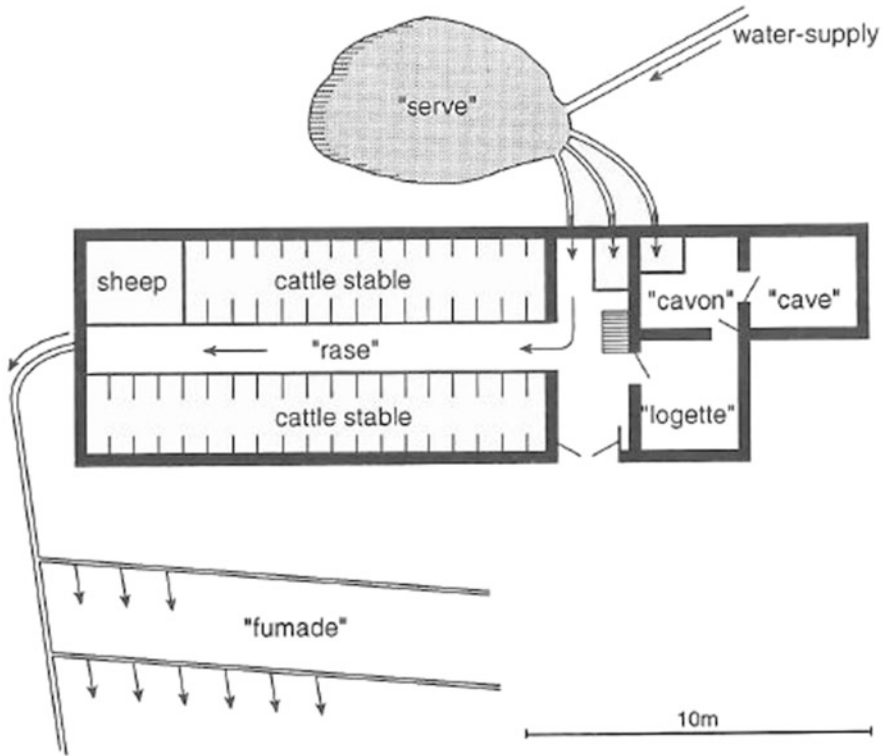 water-supply
"serve"
sheep
cattle stable
"cavon"
"cave"
"rase"
cattle stable
"logette"
"fumade"
10m